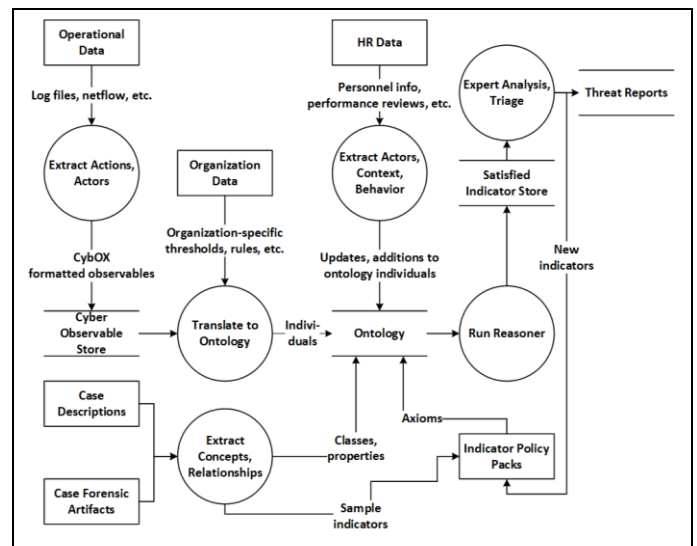 Operational
Data
HR Data
Log files, netflow, etc.
Personnel info,
performance reviews, etc.
Expert Analysis,
Triage
Threat Reports
Extract Actions,
Actors
Organization
Data
Extract Actors,
Context,
Behavior
Satisfied
Indicator Store
CybOX
formatted observables
Organization-specific
thresholds, rules, etc.
Updates, additions to
ontology individuals
New
indicators
Cyber
Observable
Store
Translate to
Ontology
Indivi-
duals
Ontology
Run Reasoner
Case
Descriptions
Extract
Concepts,
Relationships
Classes,
properties
Axioms
Indicator Policy
Packs
Case Forensic
Artifacts
Sample
indicators